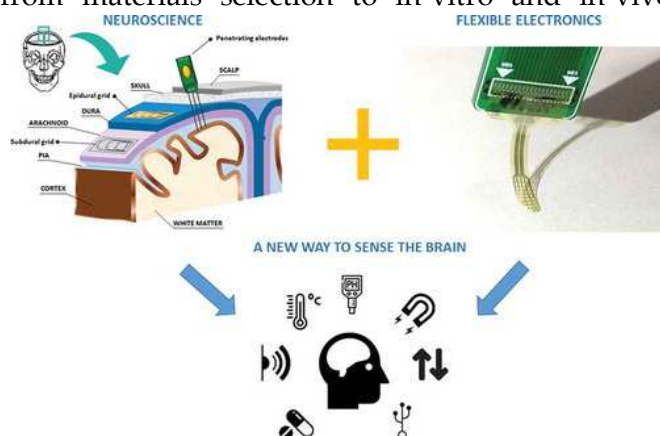 from materials selection to in-vitro and in-vivo
NEUROSCIENCE
FLEXIBLE ELECTRONICS
Penetrating electrodes
SCALP
SKULL
Epidural grid
DURA
ARACHNOID
Subdural grid
PIA
CORTEX
WHITE MATTER
A NEW WAY TO SENSE THE BRAIN
°C
PH